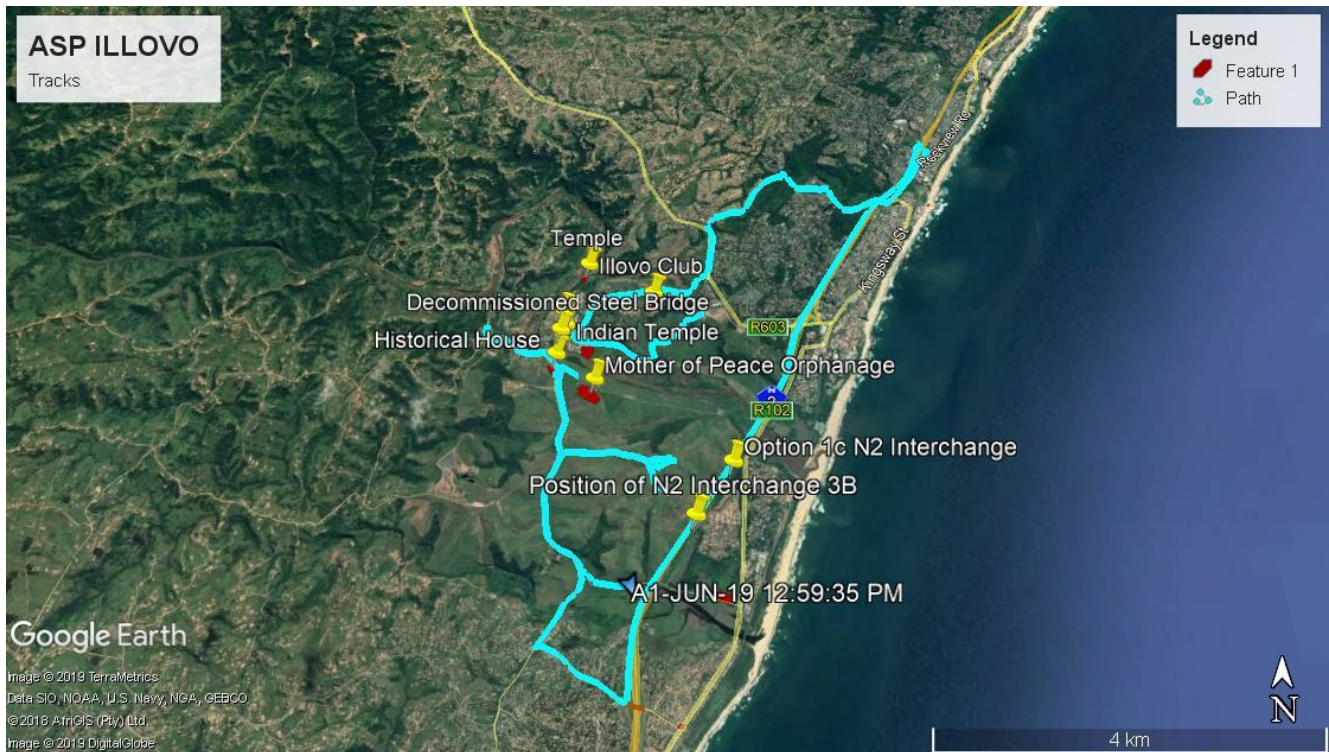 ASP ILLOVO
Tracks
Legend
Feature 1
Path
Rockview Rd
Kingsway St
Temple
Illovo Club
Decommissioned Steel Bridge
Indian Temple
Historical House
R603
Mother of Peace Orphanage
2
R102
Option 1c N2 Interchange
Position of N2 Interchange 3B
A1-JUN-19 12:59:35 PM
Google Earth
Image © 2019 TerraMetrics
Data SIO, NOAA, U.S. Navy, NGA, GEBCO
© 2018 AfriGIS (Pty) Ltd.
Image © 2019 DigitalGlobe
N
4 km